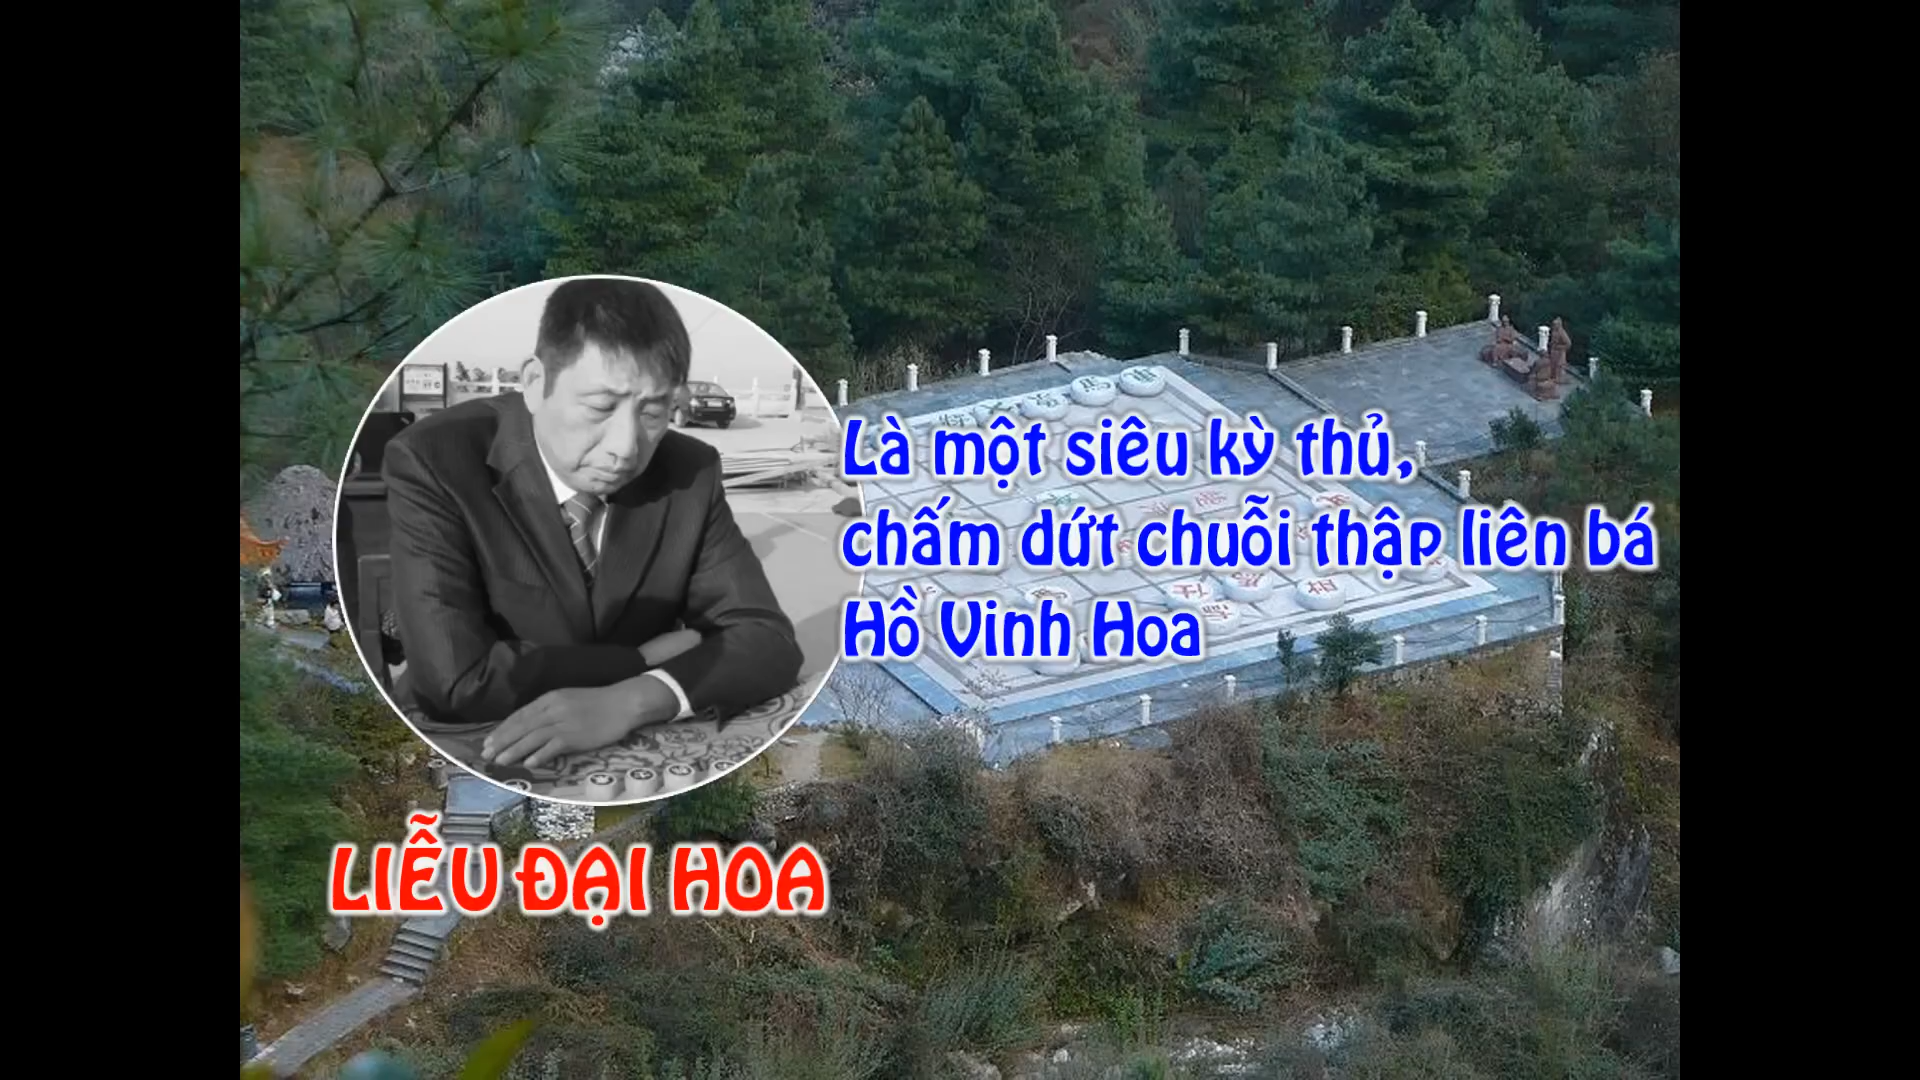 Là một siêu kỳ thủ,
chấm dứt chuỗi thập liên bá
Hồ Vinh Hoa
LIỄU ĐẠI HOA